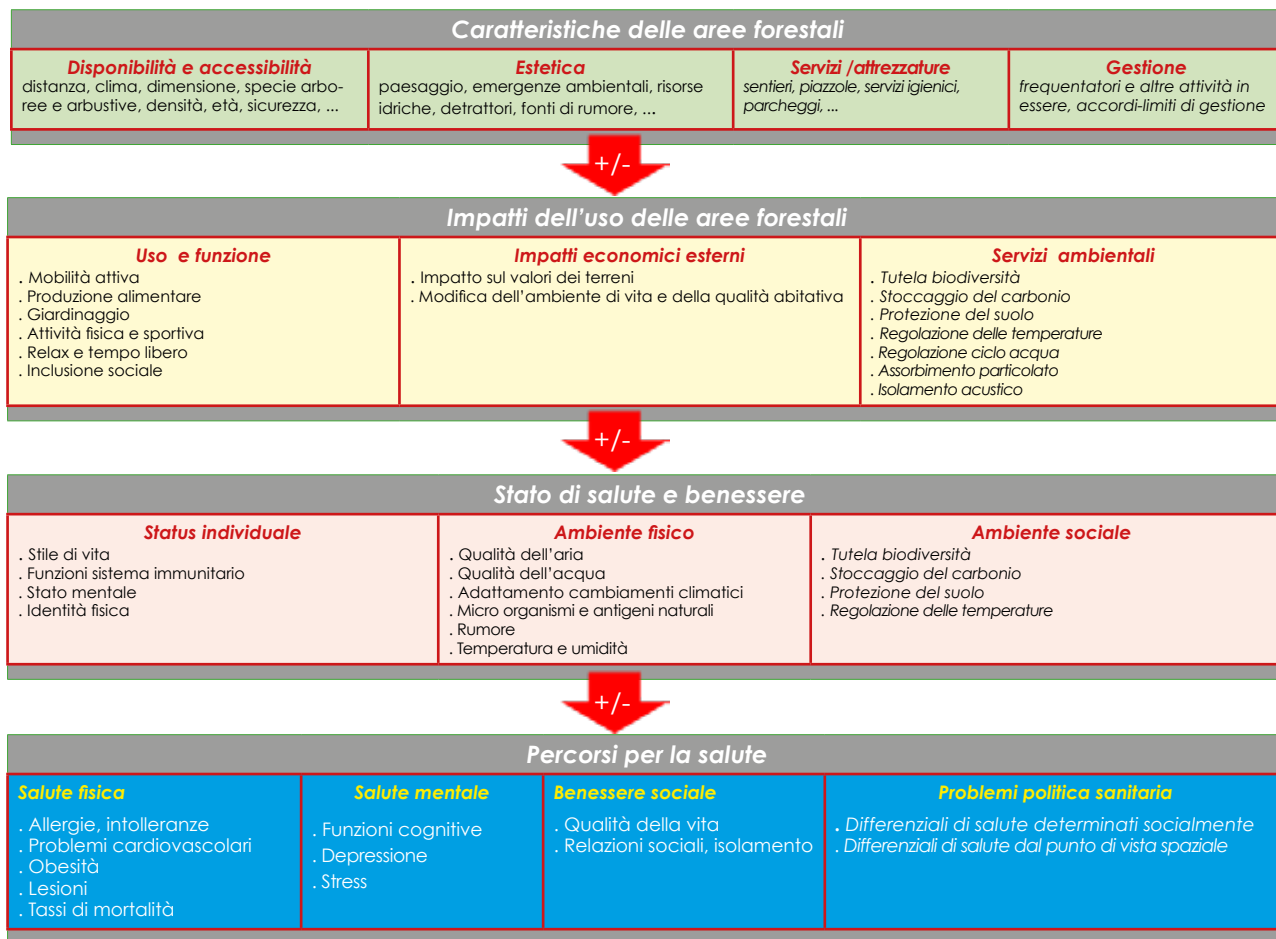 Caratteristiche delle aree forestali
Disponibilità e accessibilità
distanza, clima, dimensione, specie arbo-
ree e arbustive, densità, età, sicurezza, ...
Estetica
paesaggio, emergenze ambientali, risorse
idriche, detrattori, fonti di rumore, ...
Servizi /attrezzature
sentieri, piazzole, servizi igienici,
parcheggi, ...
Gestione
frequentatori e altre attività in
essere, accordi-limiti di gestione
+/-
Impatti dell'uso delle aree forestali
Uso e funzione
. Mobilità attiva
. Produzione alimentare
. Giardinaggio
. Attività fisica e sportiva
. Relax e tempo libero
. Inclusione sociale
Impatti economici esterni
. Impatto sul valori dei terreni
. Modifica dell'ambiente di vita e della qualità abitativa
Servizi ambientali
. Tutela biodiversità
. Stoccaggio del carbonio
. Protezione del suolo
. Regolazione delle temperature
. Regolazione ciclo acqua
. Assorbimento particolato
. Isolamento acustico
+/-
Stato di salute e benessere
Status individuale
. Stile di vita
. Funzioni sistema immunitario
. Stato mentale
. Identità fisica
Ambiente fisico
. Qualità dell'aria
. Qualità dell'acqua
. Adattamento cambiamenti climatici
. Micro organismi e antigeni naturali
. Rumore
. Temperatura e umidità
Ambiente sociale
. Tutela biodiversità
. Stoccaggio del carbonio
. Protezione del suolo
. Regolazione delle temperature
+/-
Percorsi per la salute
Salute fisica
. Allergie, intolleranze
. Problemi cardiovascolari
. Obesità
. Lesioni
. Tassi di mortalità
Salute mentale
. Funzioni cognitive
. Depressione
. Stress
Benessere sociale
. Qualità della vita
. Relazioni sociali, isolamento
Problemi politica sanitaria
. Differenziali di salute determinati socialmente
. Differenziali di salute dal punto di vista spaziale